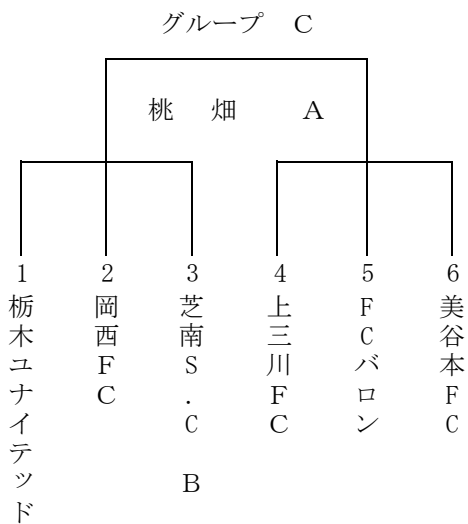 グループ　C
桃　畑　A
1
2
3
4
5
6
栃木ユナイテッド
岡西FC
芝南S.C　B
上三川FC
FCバロン
美谷本FC